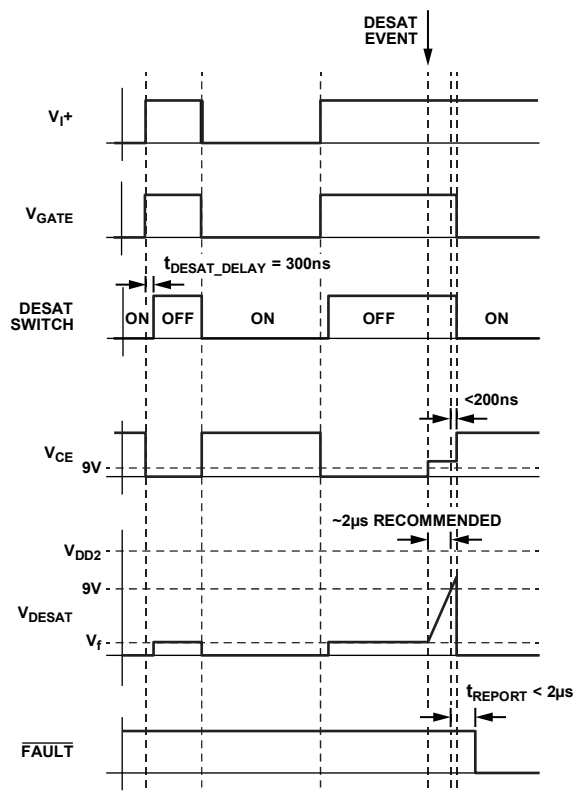 DESAT
EVENT
VI+
VGATE
tDESAT_DELAY = 300ns
DESAT
SWITCH
ON
OFF
ON
OFF
ON
<200ns
VCE
9V
~2µs RECOMMENDED
VDD2
9V
VDESAT
Vf
tREPORT < 2µs
FAULT